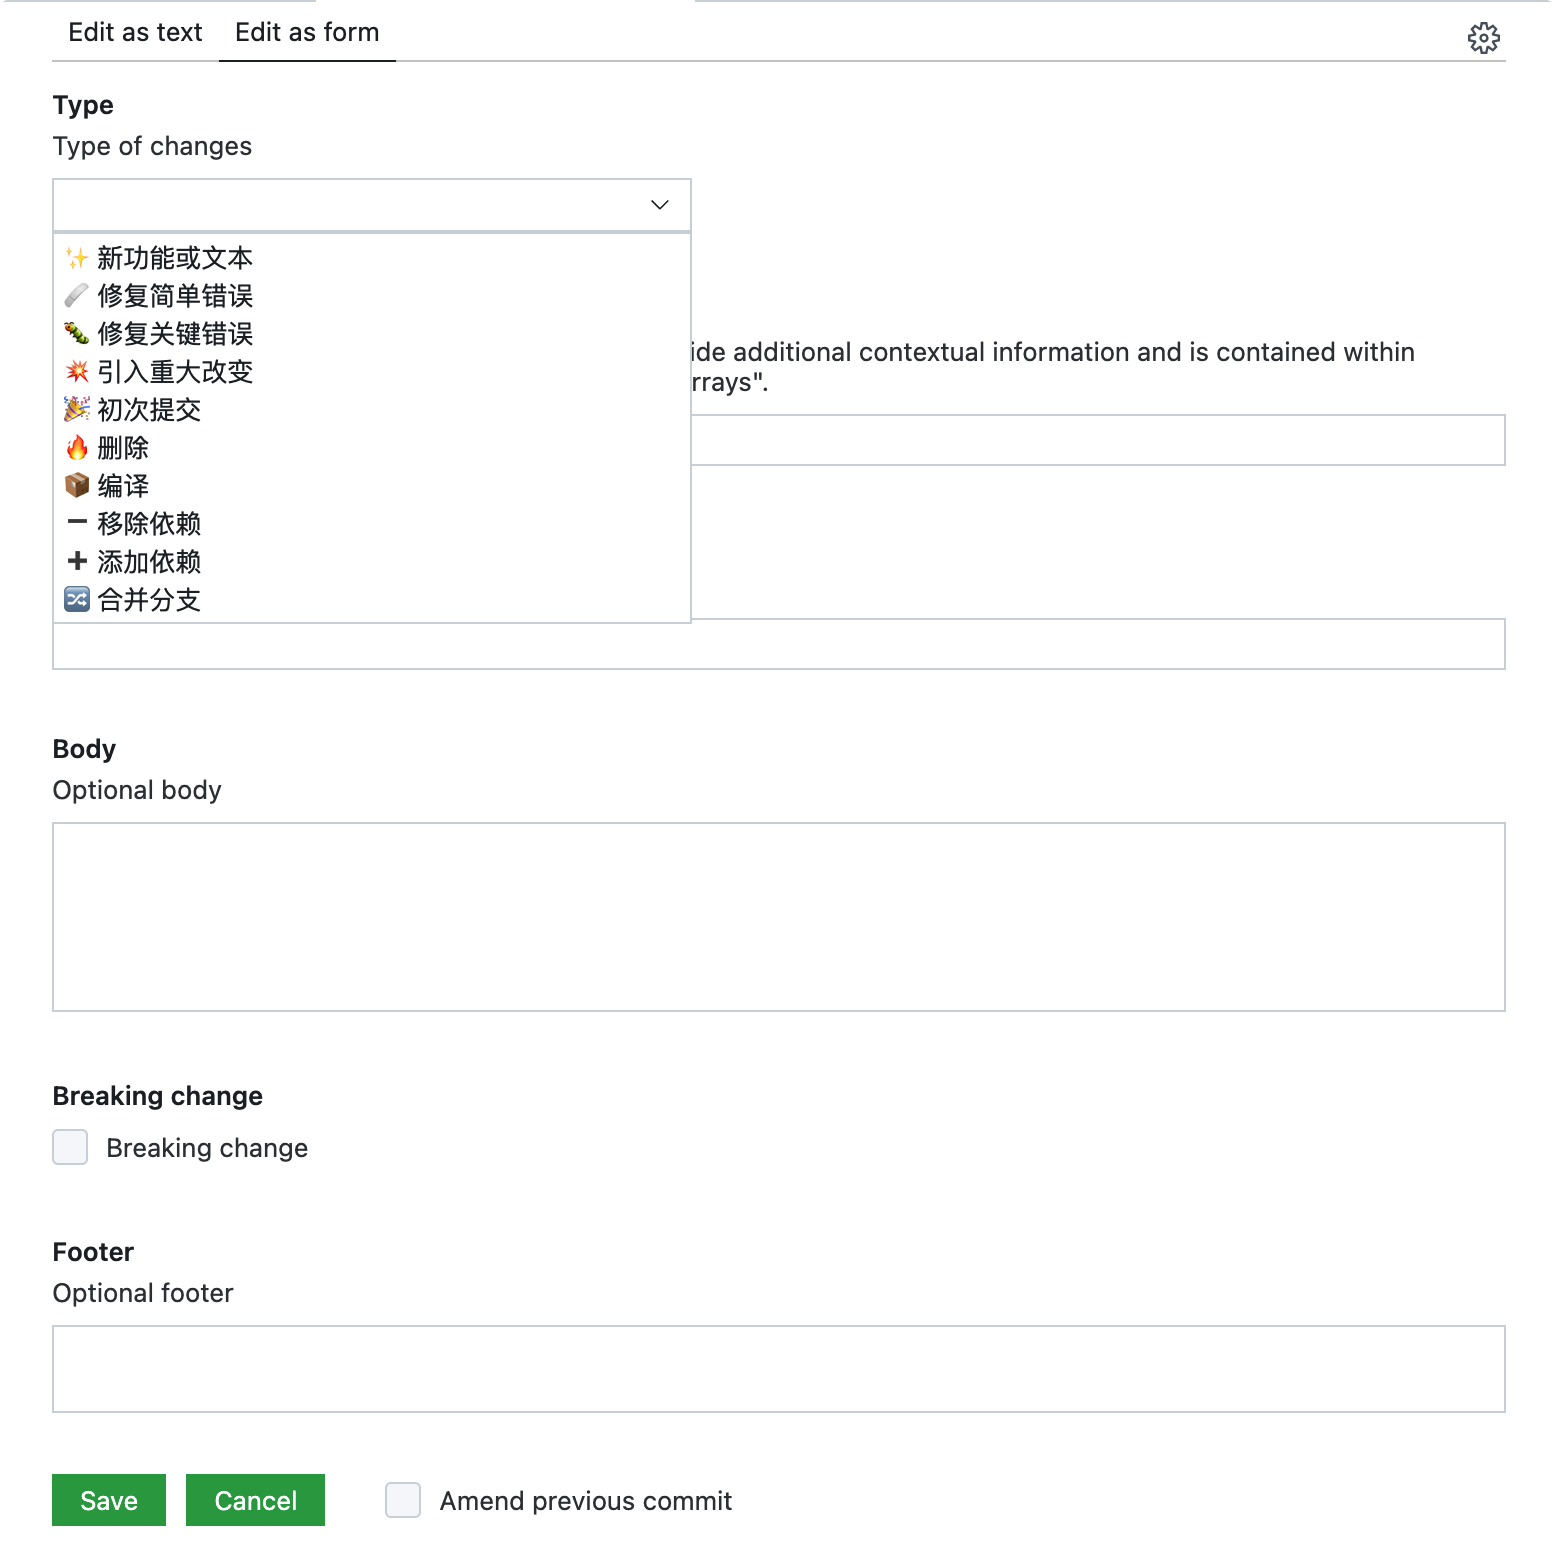 Edit as text
Edit as form
Type
Type of changes
✨ 新功能或文本
🩹 修复简单错误
🐛 修复关键错误
💥 引入重大改变
🎉 初次提交
🔥 删除
📦 编译
➖ 移除依赖
➕ 添加依赖
🔀 合并分支
ide additional contextual information and is contained within
rrays".
Body
Optional body
Breaking change
Breaking change
Footer
Optional footer
Save
Cancel
Amend previous commit